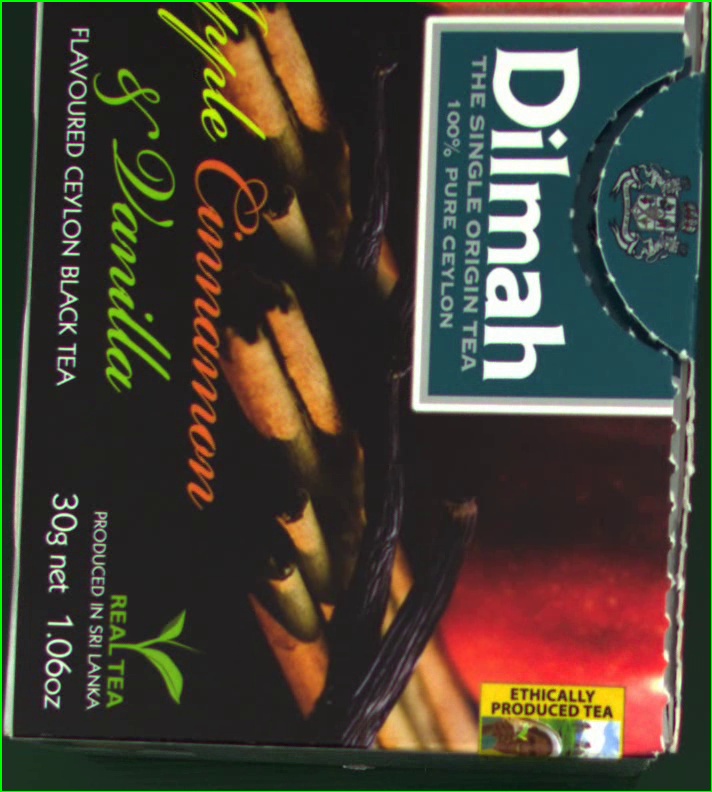 Dilmah
THE SINGLE ORIGIN TEA
100% PURE CEYLON
Cinnamon
& Vanilla
FLAVOURED CEYLON BLACK TEA
REAL TEA
PRODUCED IN SRI LANKA
30g net 1.06oz
ETHICALLY
PRODUCED TEA